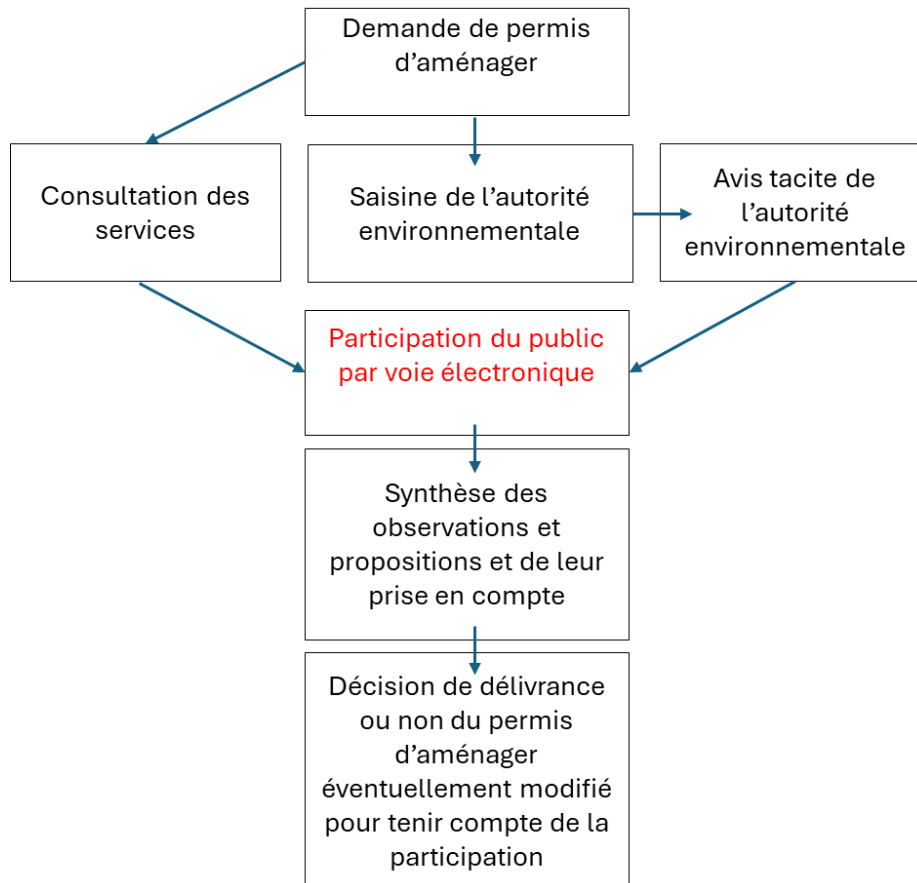 Demande de permis
d’aménager
Consultation des
services
Saisine de l’autorité
environnementale
Avis tacite de
l’autorité
environnementale
Participation du public
par voie électronique
Synthèse des
observations et
propositions et de leur
prise en compte
Décision de délivrance
ou non du permis
d’aménager
éventuellement modifié
pour tenir compte de la
participation